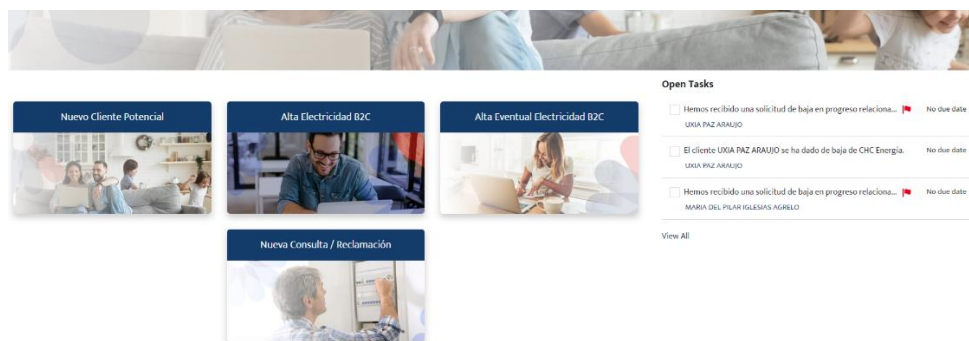 Nuevo Cliente Potencial
Alta Electricidad B2C
Alta Eventual Electricidad B2C
Nueva Consulta / Reclamación
Open Tasks
Hemos recibido una solicitud de baja en progreso relaciona... No due date
UXIA PAZ ARAUJO
El cliente UXIA PAZ ARAUJO se ha dado de baja de CHC Energía. No due date
UXIA PAZ ARAUJO
Hemos recibido una solicitud de baja en progreso relaciona... No due date
MARIA DEL PILAR IGLESIAS AGRELO
View All